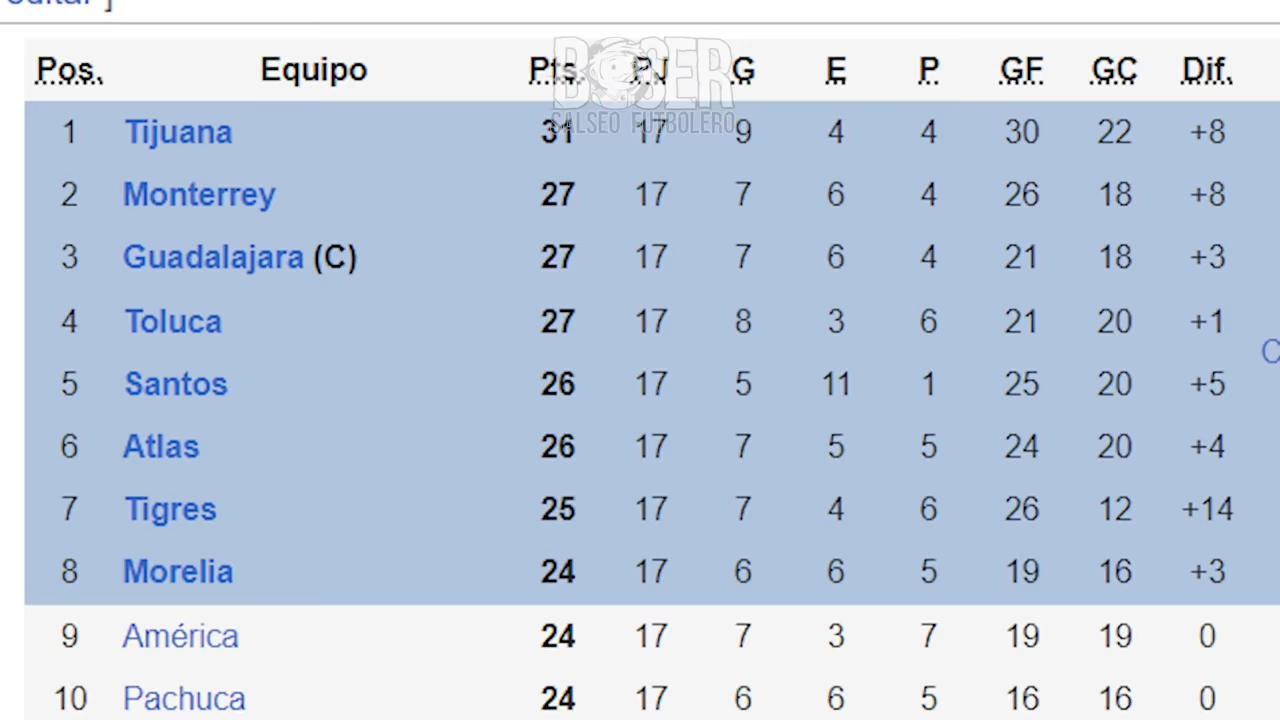 editar ]
Pos. Equipo Pts. PJ G E P GF GC Dif.
BOSER
SALSEO FUTBOLERO
1 Tijuana 31 17 9 4 4 30 22 +8
2 Monterrey 27 17 7 6 4 26 18 +8
3 Guadalajara (C) 27 17 7 6 4 21 18 +3
4 Toluca 27 17 8 3 6 21 20 +1
5 Santos 26 17 5 11 1 25 20 +5
6 Atlas 26 17 7 5 5 24 20 +4
7 Tigres 25 17 7 4 6 26 12 +14
8 Morelia 24 17 6 6 5 19 16 +3
9 América 24 17 7 3 7 19 19 0
10 Pachuca 24 17 6 6 5 16 16 0